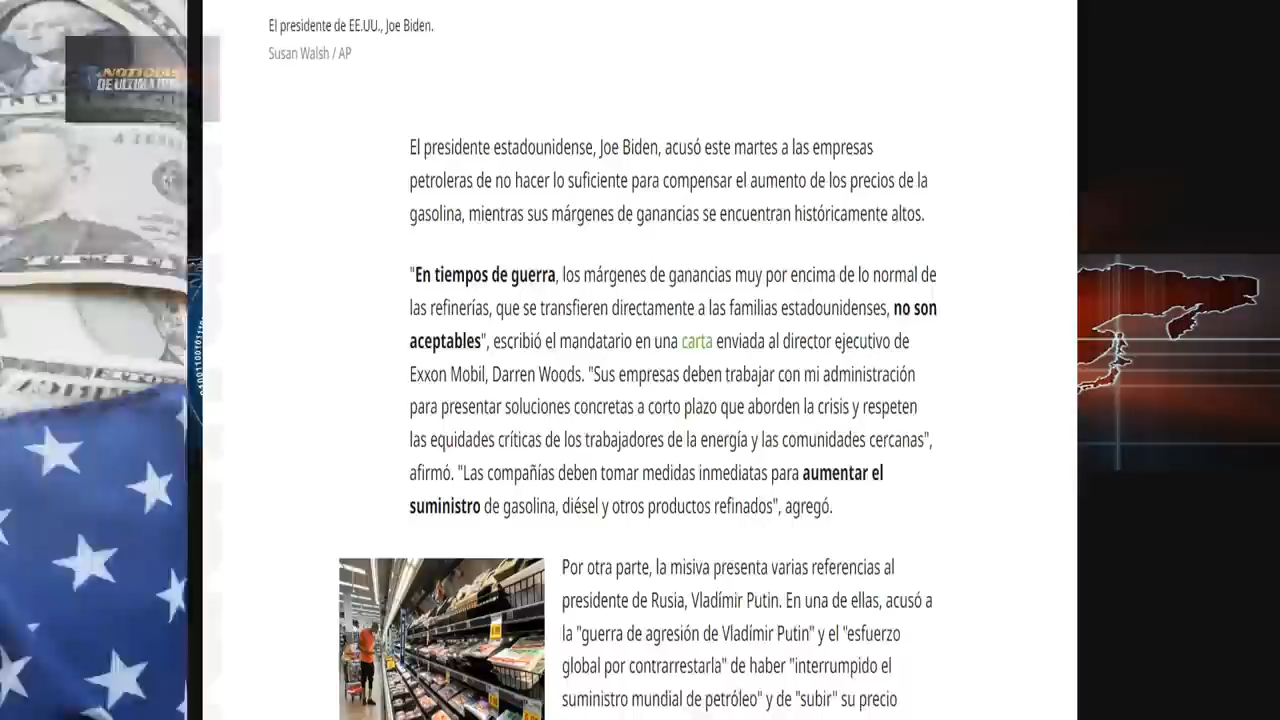 El presidente de EE.UU., Joe Biden.
Susan Walsh / AP
NOTICIAS
DE ULTIMA
El presidente estadounidense, Joe Biden, acusó este martes a las empresas
petroleras de no hacer lo suficiente para compensar el aumento de los precios de la
gasolina, mientras sus márgenes de ganancias se encuentran históricamente altos.
"En tiempos de guerra, los márgenes de ganancias muy por encima de lo normal de
las refinerías, que se transfieren directamente a las familias estadounidenses, no son
aceptables", escribió el mandatario en una carta enviada al director ejecutivo de
Exxon Mobil, Darren Woods. "Sus empresas deben trabajar con mi administración
para presentar soluciones concretas a corto plazo que aborden la crisis y respeten
las equidades críticas de los trabajadores de la energía y las comunidades cercanas",
afirmó. "Las compañías deben tomar medidas inmediatas para aumentar el
suministro de gasolina, diésel y otros productos refinados", agregó.
Por otra parte, la misiva presenta varias referencias al
presidente de Rusia, Vladímir Putin. En una de ellas, acusó a
la "guerra de agresión de Vladímir Putin" y el "esfuerzo
global por contrarrestarla" de haber "interrumpido el
suministro mundial de petróleo" y de "subir" su precio